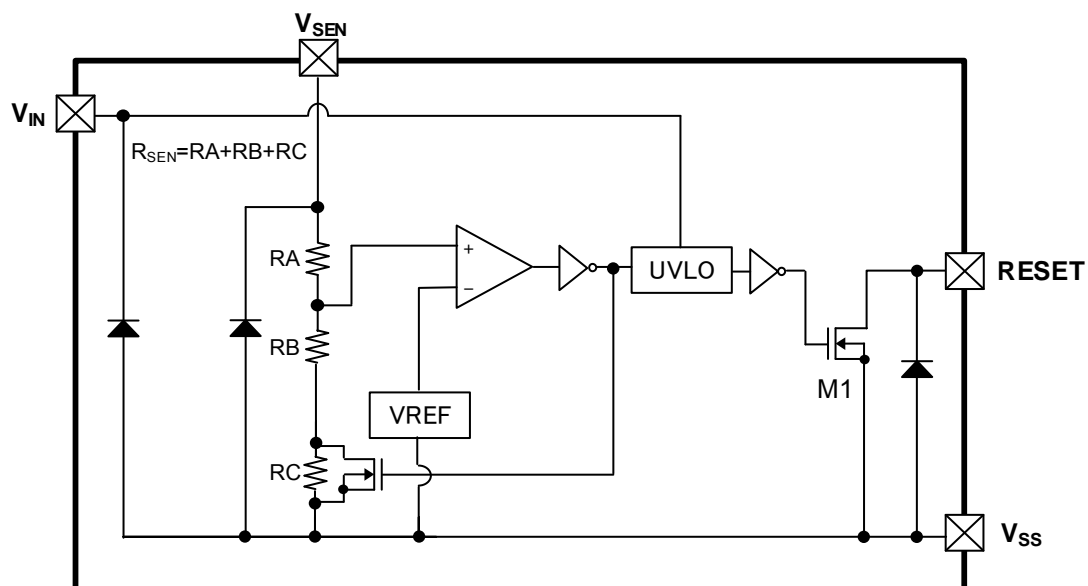 VSEN
VIN
RSEN=RA+RB+RC
RA
+
−
UVLO
RESET
RB
VREF
M1
RC
VSS